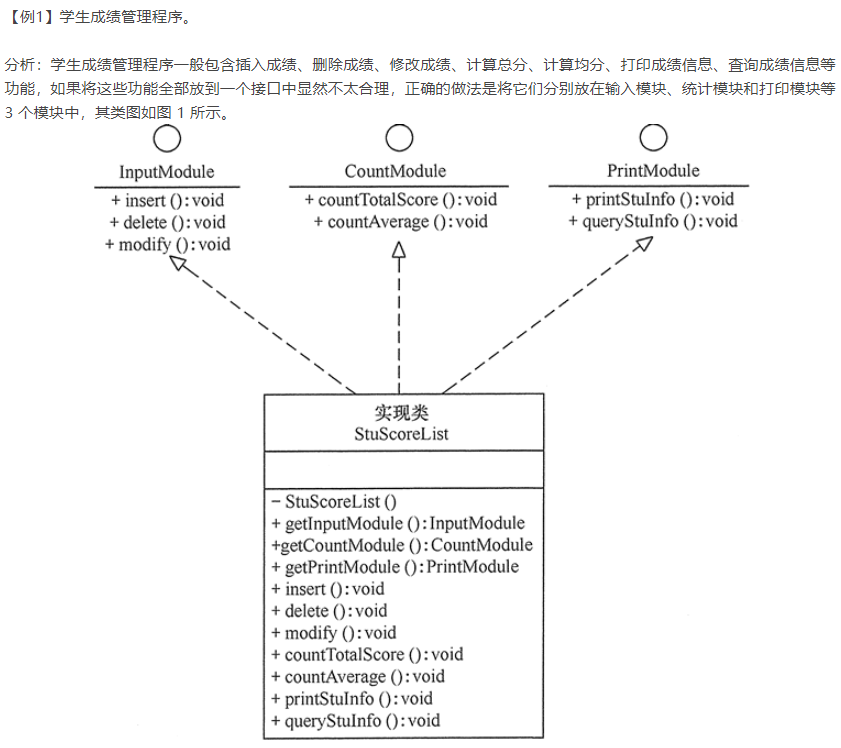 【例1】学生成绩管理程序。
分析：学生成绩管理程序一般包含插入成绩、删除成绩、修改成绩、计算总分、计算均分、打印成绩信息、査询成绩信息等
功能，如果将这些功能全部放到一个接口中显然不太合理，正确的做法是将它们分别放在输入模块、统计模块和打印模块等
3 个模块中，其类图如图 1 所示。
InputModule
+ insert ():void
+ delete ():void
+ modify ():void
CountModule
+ countTotalScore ():void
+ countAverage ():void
PrintModule
+ printStuInfo ():void
+ queryStuInfo ():void
实现类
StuScoreList
− StuScoreList ()
+ getInputModule ():InputModule
+getCountModule ():CountModule
+ getPrintModule ():PrintModule
+ insert ():void
+ delete ():void
+ modify ():void
+ countTotalScore ():void
+ countAverage ():void
+ printStuInfo ():void
+ queryStuInfo ():void